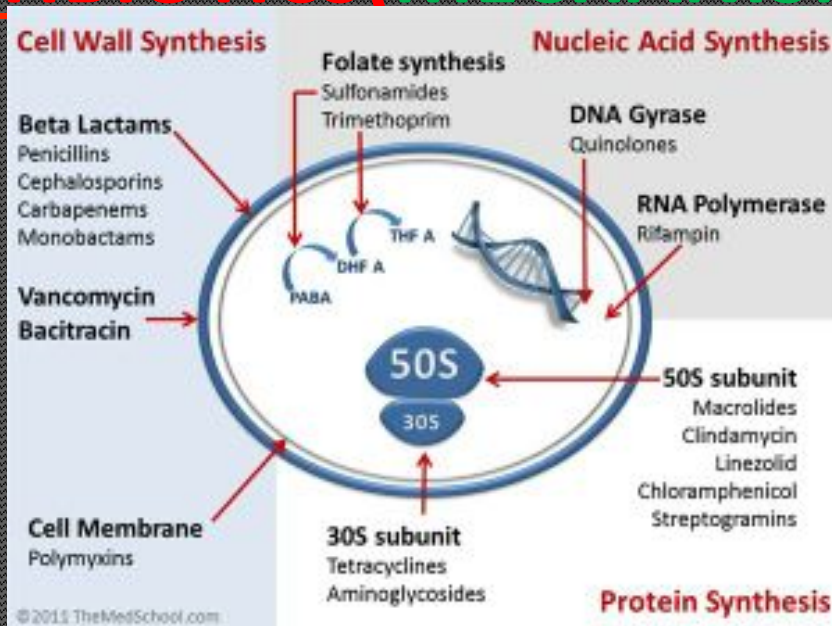 Cell Wall Synthesis
Nucleic Acid Synthesis
Folate synthesis
Sulfonamides
Trimethoprim
DNA Gyrase
Quinolones
Beta Lactams
Penicillins
Cephalosporins
Carbapenems
Monobactams
RNA Polymerase
Rifampin
THF A
DHF A
PABA
Vancomycin
Bacitracin
50S
30S
50S subunit
Macrolides
Clindamycin
Linezolid
Chloramphenicol
Streptogramins
Cell Membrane
Polymyxins
30S subunit
Tetracyclines
Aminoglycosides
Protein Synthesis
©2011 TheMedSchool.com